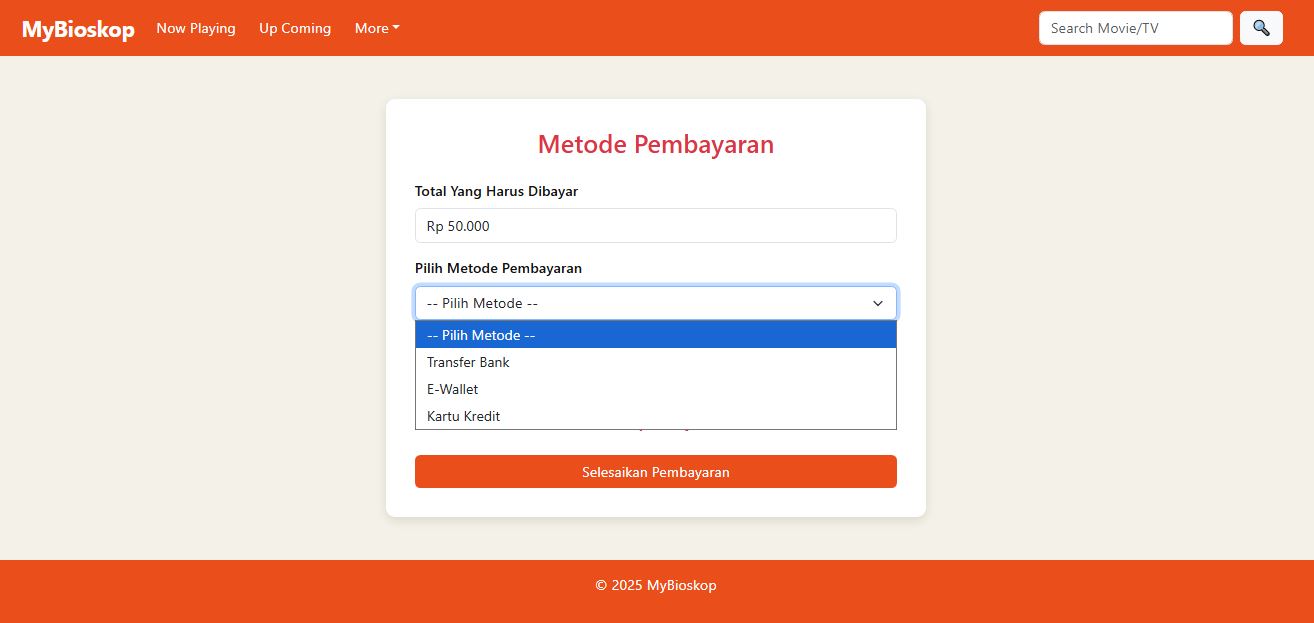 MyBioskop Now Playing Up Coming More Search Movie/TV
Metode Pembayaran
Total Yang Harus Dibayar
Rp 50.000
Pilih Metode Pembayaran
-- Pilih Metode --
-- Pilih Metode --
Transfer Bank
E-Wallet
Kartu Kredit
Selesaikan Pembayaran
© 2025 MyBioskop